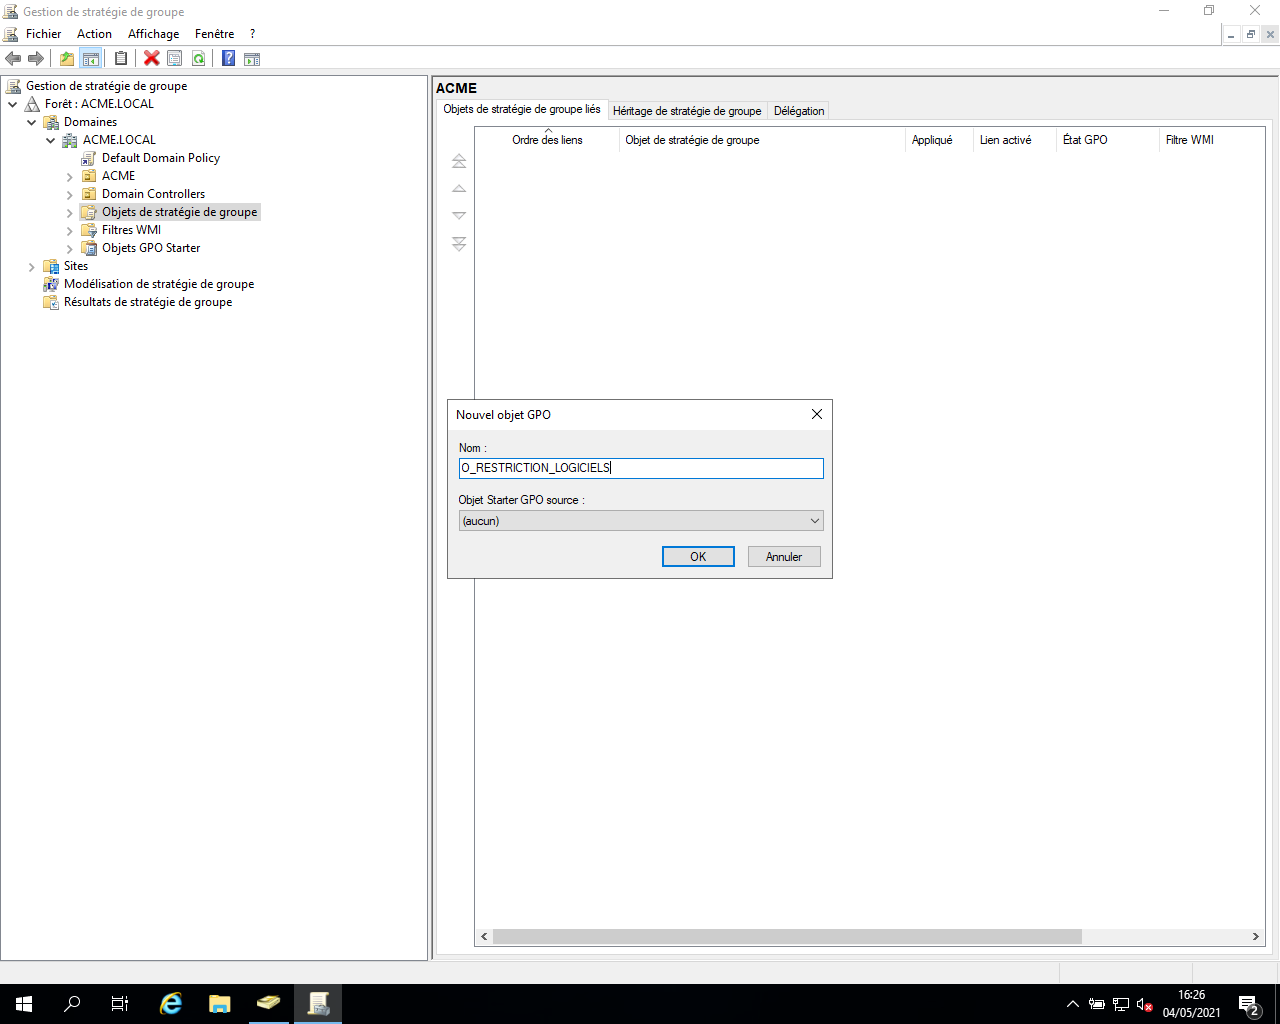 Gestion de stratégie de groupe
Fichier Action Affichage Fenêtre ?
Gestion de stratégie de groupe
Forêt : ACME.LOCAL
Domaines
ACME.LOCAL
Default Domain Policy
ACME
Domain Controllers
Objets de stratégie de groupe
Filtres WMI
Objets GPO Starter
Sites
Modélisation de stratégie de groupe
Résultats de stratégie de groupe
ACME
Objets de stratégie de groupe liés Héritage de stratégie de groupe Délégation
Ordre des liens Objet de stratégie de groupe Appliqué Lien activé État GPO Filtre WMI
Nouvel objet GPO
Nom :
O_RESTRICTION_LOGICIELS
Objet Starter GPO source :
(aucun)
OK Annuler
16:26
04/05/2021
2